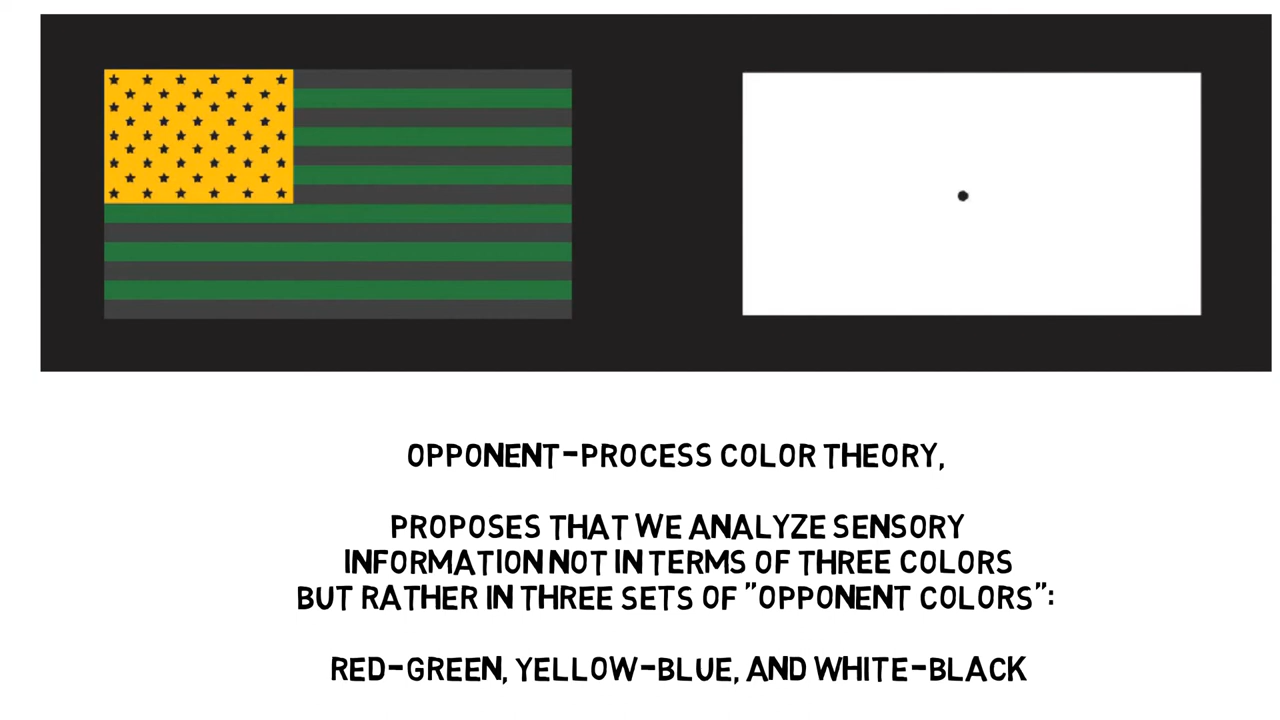 OPPONENT-PROCESS COLOR THEORY,
PROPOSES THAT WE ANALYZE SENSORY
INFORMATION NOT IN TERMS OF THREE COLORS
BUT RATHER IN THREE SETS OF "OPPONENT COLORS":
RED-GREEN, YELLOW-BLUE, AND WHITE-BLACK